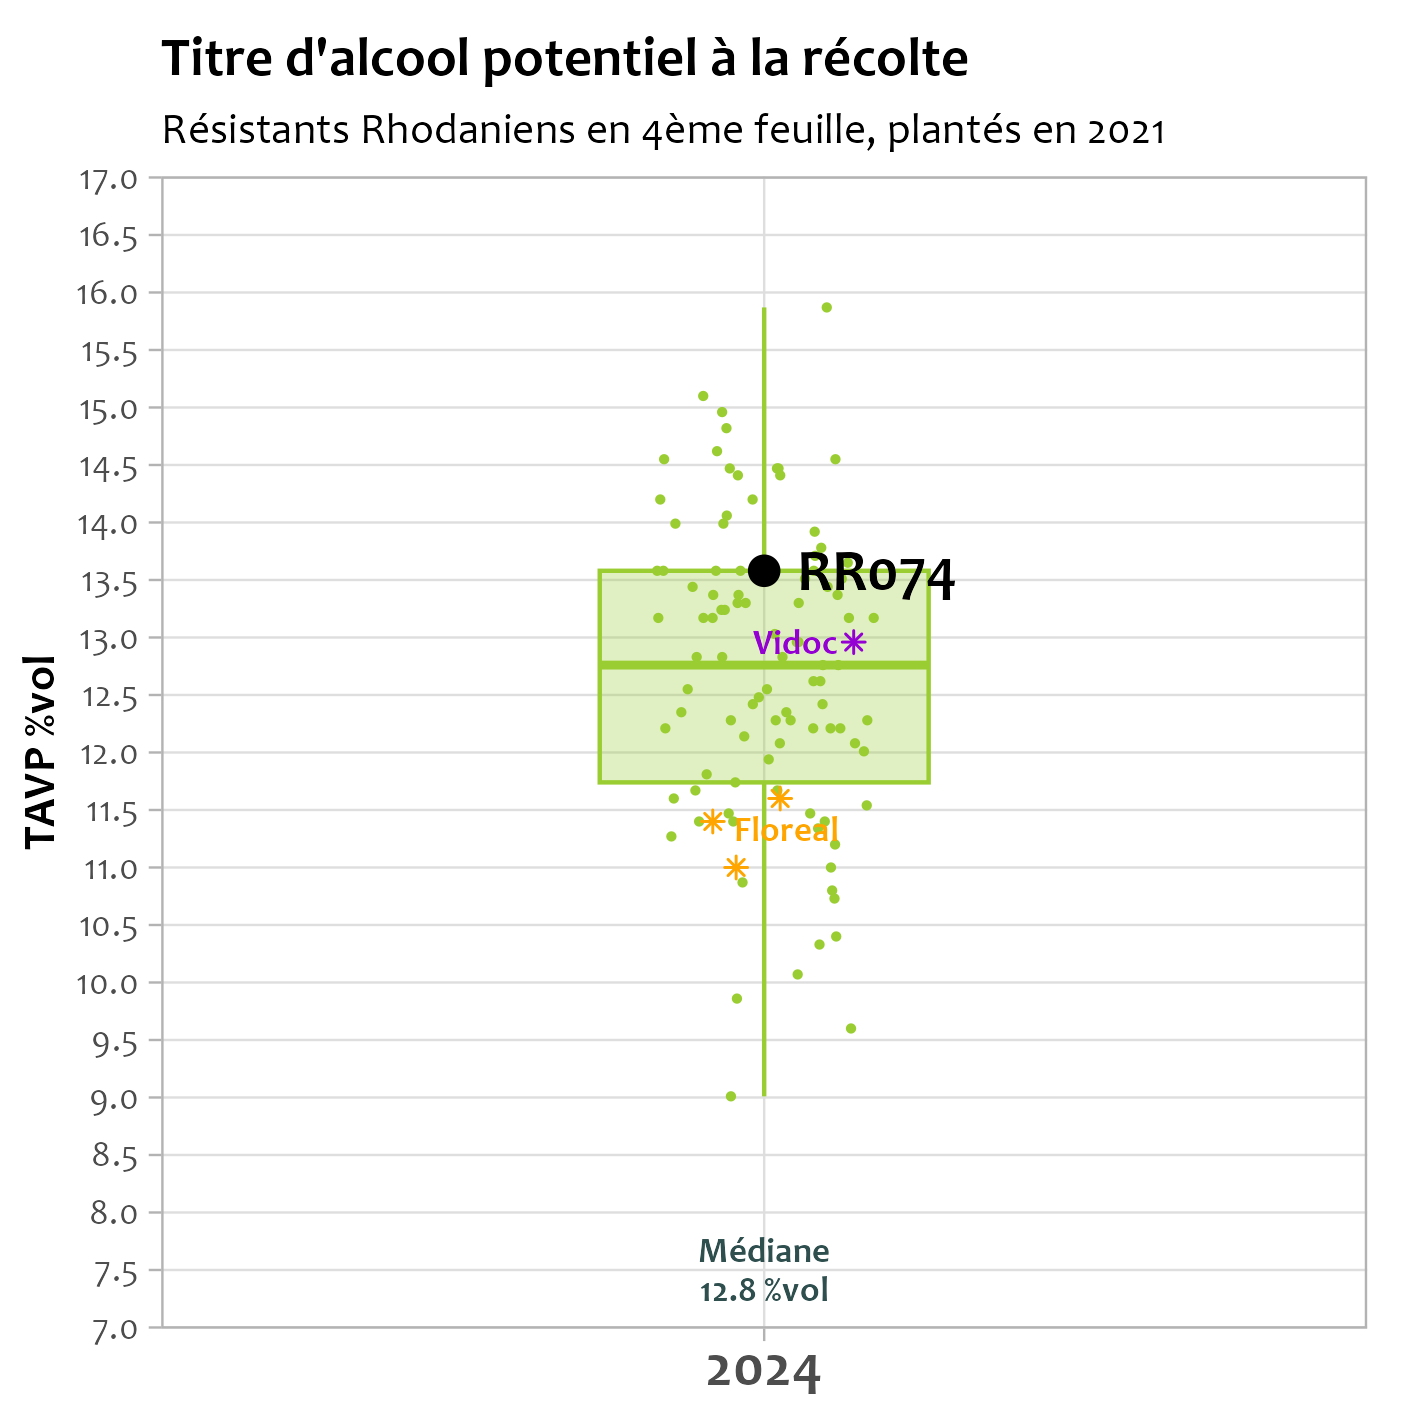 Titre d'alcool potentiel à la récolte
Résistants Rhodaniens en 4ème feuille, plantés en 2021
TAVP %vol
17.0
16.5
16.0
15.5
15.0
14.5
14.0
13.5
13.0
12.5
12.0
11.5
11.0
10.5
10.0
9.5
9.0
8.5
8.0
7.5
7.0
RR074
Vidoc
Floreal
Médiane
12.8 %vol
2024